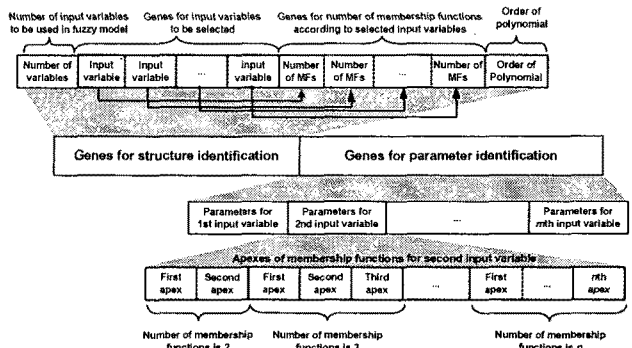 Number of input variables
to be used in fuzzy model
Genes for input variables
to be selected
Genes for number of membership functions
according to selected input variables
Order of
polynomial
Number of
variables
Input
variable
Input
variable
...
Input
variable
Number
of MFs
Number
of MFs
...
Number of
MFs
Order of
Polynomial
Genes for structure identification
Genes for parameter identification
Parameters for
1st input variable
Parameters for
2nd input variable
...
Parameters for
mth input variable
Apexes of membership functions for second input variable
First
apex
Second
apex
First
apex
Second
apex
Third
apex
...
First
apex
...
nth
apex
Number of membership
functions is 2
Number of membership
functions is 3
Number of membership
functions is n